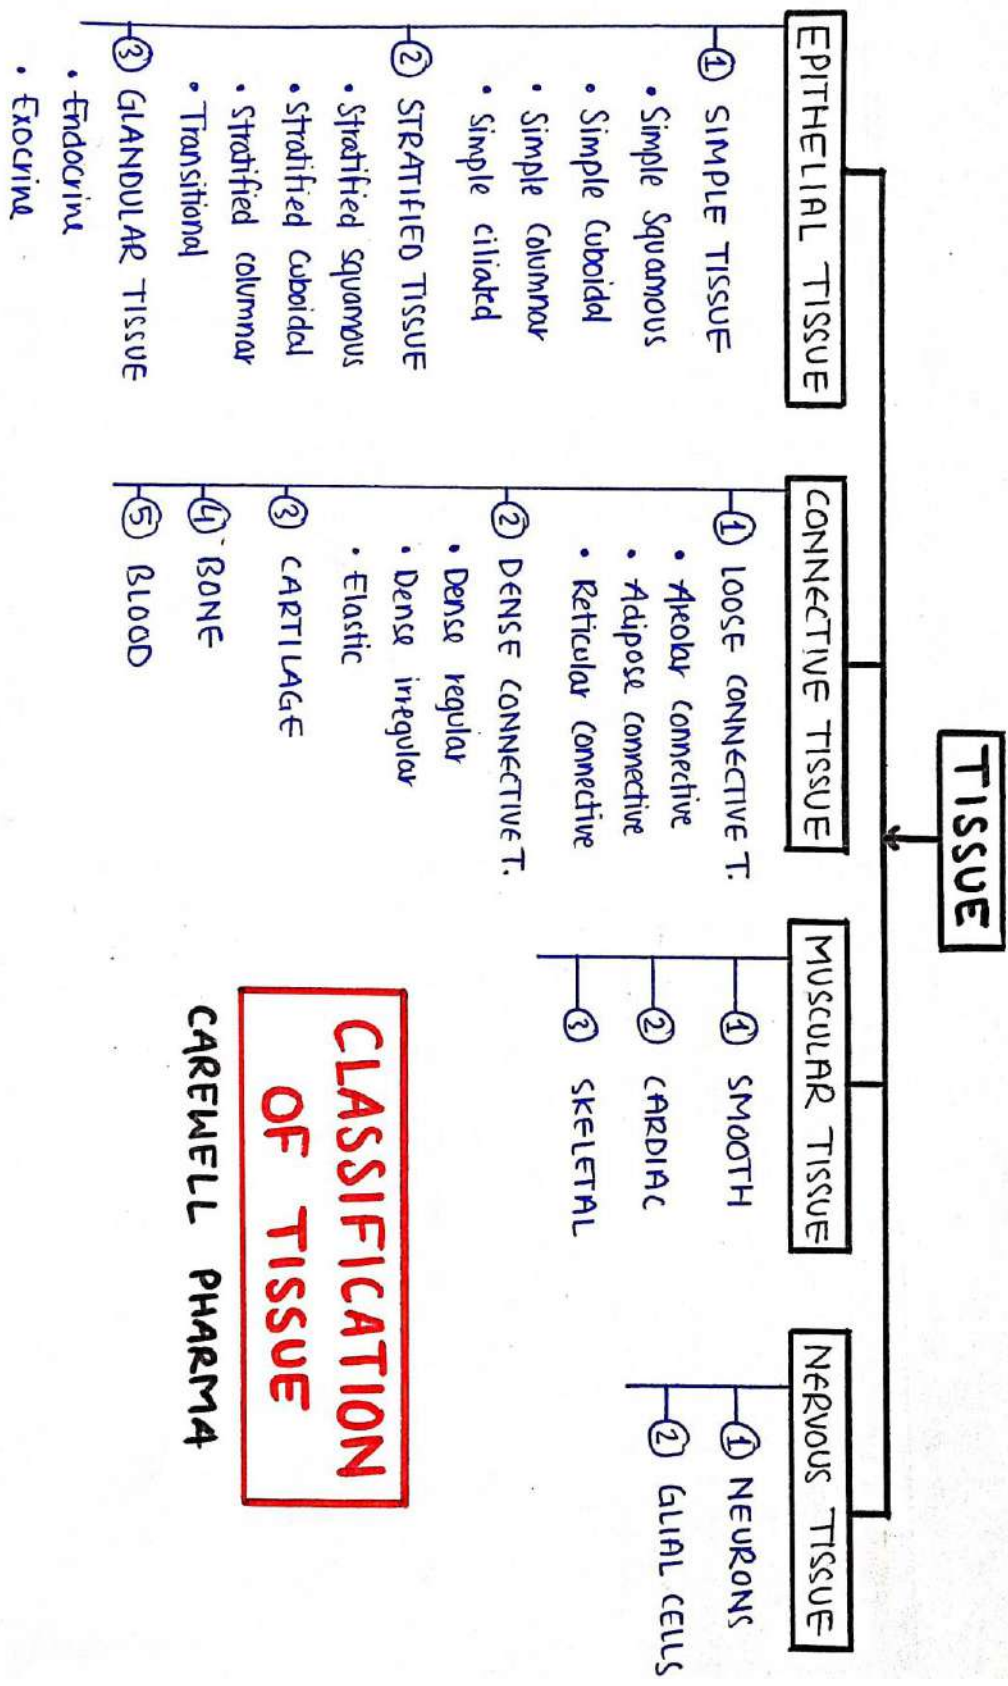 TISSUE
EPITHELIAL TISSUE
① SIMPLE TISSUE
• Simple Squamous
• Simple Cuboidal
• Simple Columnar
• Simple ciliated
② STRATIFIED TISSUE
• Stratified squamous
• Stratified cuboidal
• Stratified columnar
• Transitional
③ GLANDULAR TISSUE
• Endocrine
• Exocrine
CONNECTIVE TISSUE
① LOOSE CONNECTIVE T.
• Areolar connective
• Adipose connective
• Reticular connective
② DENSE CONNECTIVE T.
• Dense regular
• Dense irregular
• Elastic
③ CARTILAGE
④ BONE
⑤ BLOOD
MUSCULAR TISSUE
① SMOOTH
② CARDIAC
③ SKELETAL
NERVOUS TISSUE
① NEURONS
② GLIAL CELLS
CLASSIFICATION
OF TISSUE
CAREWELL PHARMA